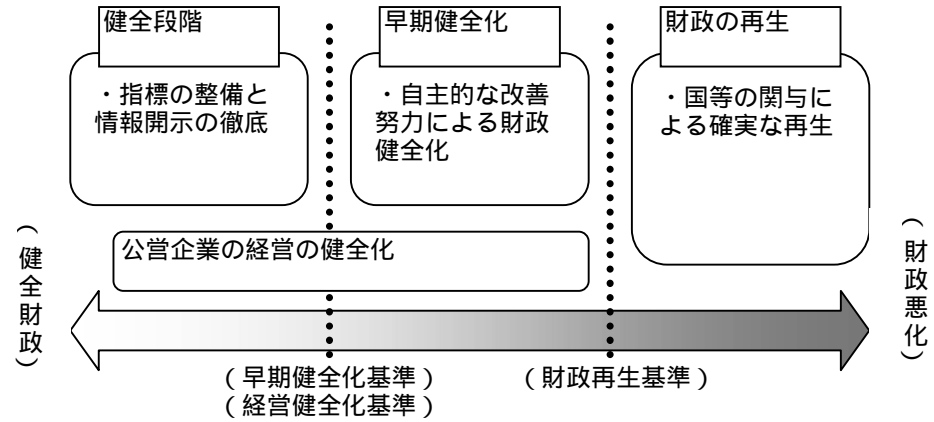 健全段階
・指標の整備と
情報開示の徹底
早期健全化
・自主的な改善
努力による財政
健全化
財政の再生
・国等の関与に
よる確実な再生
公営企業の経営の健全化
（健全財政）
（財政悪化）
（早期健全化基準）
（経営健全化基準）
（財政再生基準）